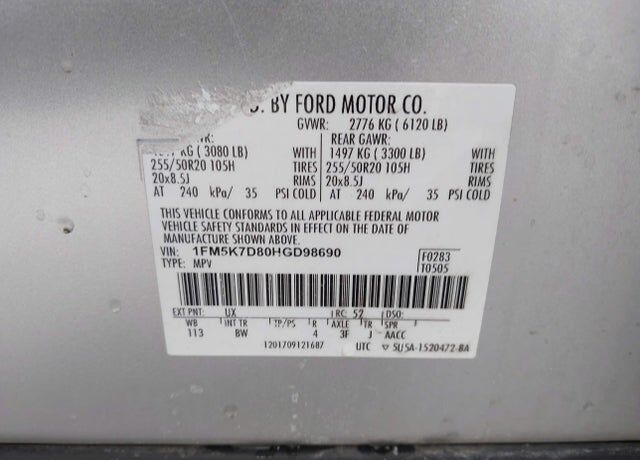 BY FORD MOTOR CO.
GVWR: 2776 KG ( 6120 LB)
KG ( 3080 LB) WITH
255/50R20 105H TIRES
20x8.5J RIMS
AT 240 kPa/ 35 PSI COLD
REAR GAWR:
1497 KG ( 3300 LB) WITH
255/50R20 105H TIRES
20x8.5J RIMS
AT 240 kPa/ 35 PSI COLD
THIS VEHICLE CONFORMS TO ALL APPLICABLE FEDERAL MOTOR
VEHICLE SAFETY STANDARDS IN EFFECT ON THE DATE OF
MANUFACTURE SHOWN ABOVE.
VIN: 1FM5K7D80HGD98690
TYPE: MPV
F0283
T0505
EXT PNT: UX RC: 52 DSO:
WB INT TR TP/PS R AXLE TR SPR
113 BW 4 3F J AACC
1201709121687 UTC ▽ 5U5A-1520472-BA